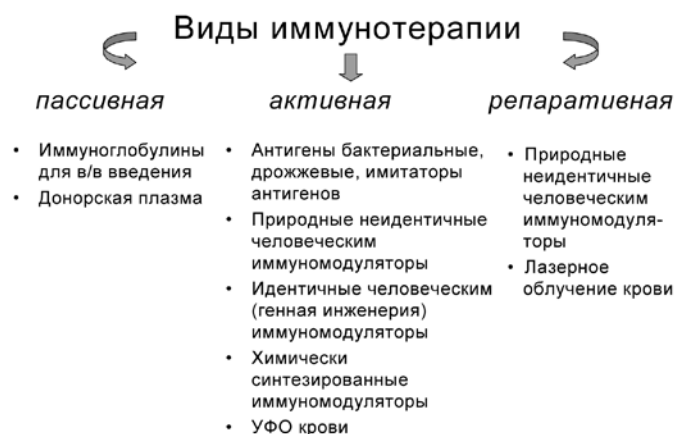 Виды иммунотерапии
пассивная
активная
репаративная
• Иммуноглобулины
для в/в введения
• Донорская плазма
• Антигены бактериальные,
дрожжевые, имитаторы
антигенов
• Природные неидентичные
человеческим
иммуномодуляторы
• Идентичные человеческим
(генная инженерия)
иммуномодуляторы
• Химически
синтезированные
иммуномодуляторы
• УФО крови
• Природные
неидентичные
человеческим
иммуномодуля-
торы
• Лазерное
облучение крови